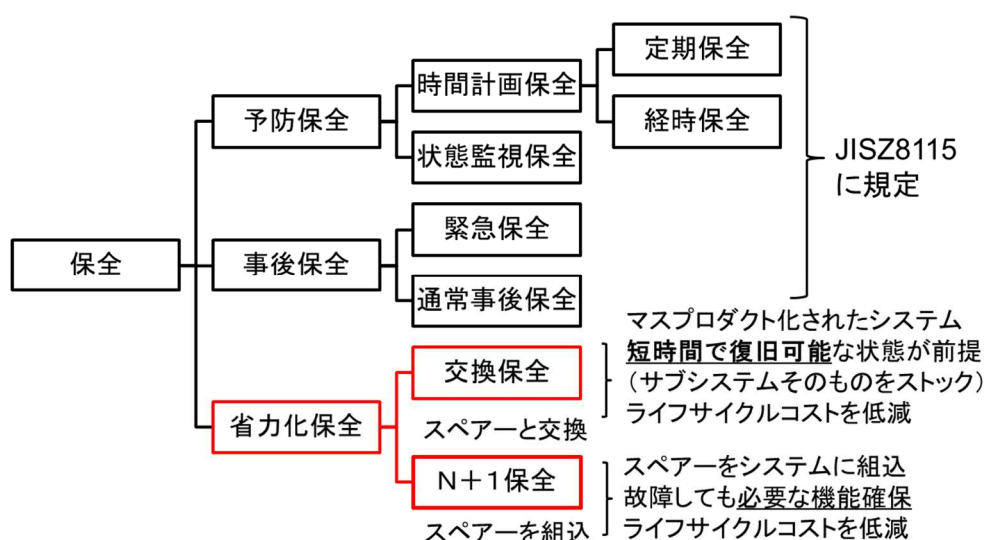 定期保全
時間計画保全
予防保全
経時保全
状態監視保全
JISZ8115
に規定
緊急保全
保全
事後保全
通常事後保全
マスプロダクト化されたシステム
短時間で復旧可能な状態が前提
(サブシステムそのものをストック)
ライフサイクルコストを低減
交換保全
省力化保全
スペアーと交換
N+1保全
スペアーをシステムに組込
故障しても必要な機能確保
ライフサイクルコストを低減
スペアーを組込